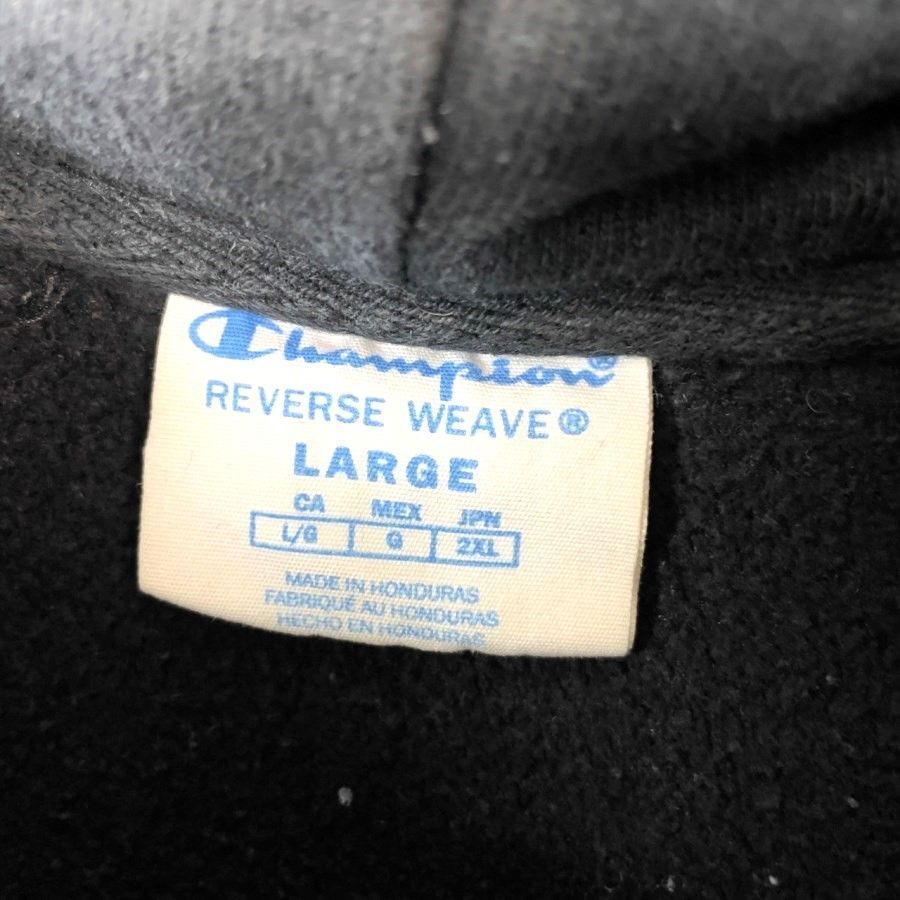 Champion®
REVERSE WEAVE®
LARGE
CA MEX JPN
L/G G 2XL
MADE IN HONDURAS
FABRIQUÉ AU HONDURAS
HECHO EN HONDURAS